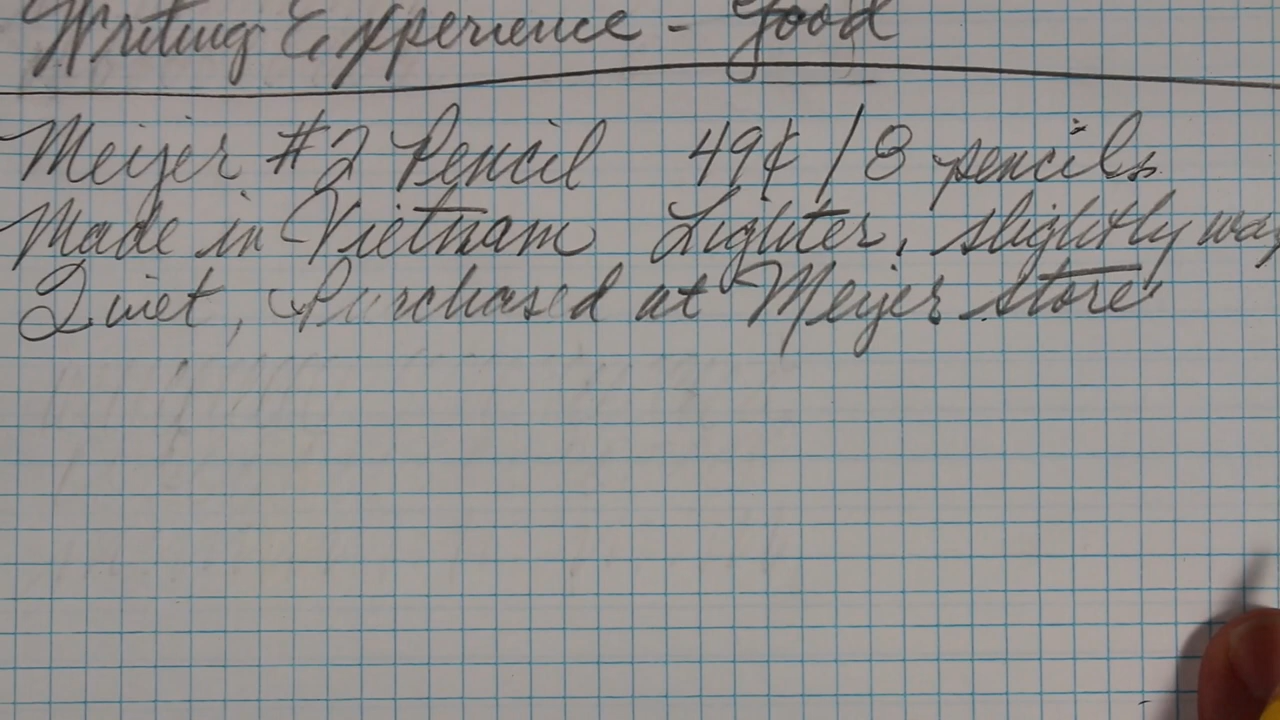 Writing Experience - Good
Meijer #2 Pencil 49¢ / 8 pencils
Made in Vietnam Lighter, slightly
Quiet, Purchased at Meijer Store